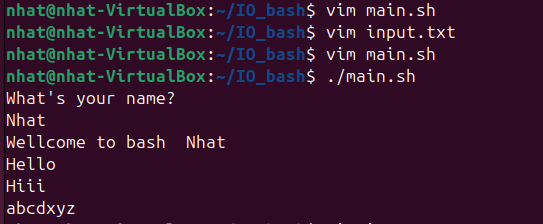 nhat@nhat-VirtualBox:~/IO_bash$ vim main.sh
nhat@nhat-VirtualBox:~/IO_bash$ vim input.txt
nhat@nhat-VirtualBox:~/IO_bash$ vim main.sh
nhat@nhat-VirtualBox:~/IO_bash$ ./main.sh
What's your name?
Nhat
Wellcome to bash  Nhat
Hello
Hiii
abcdxyz